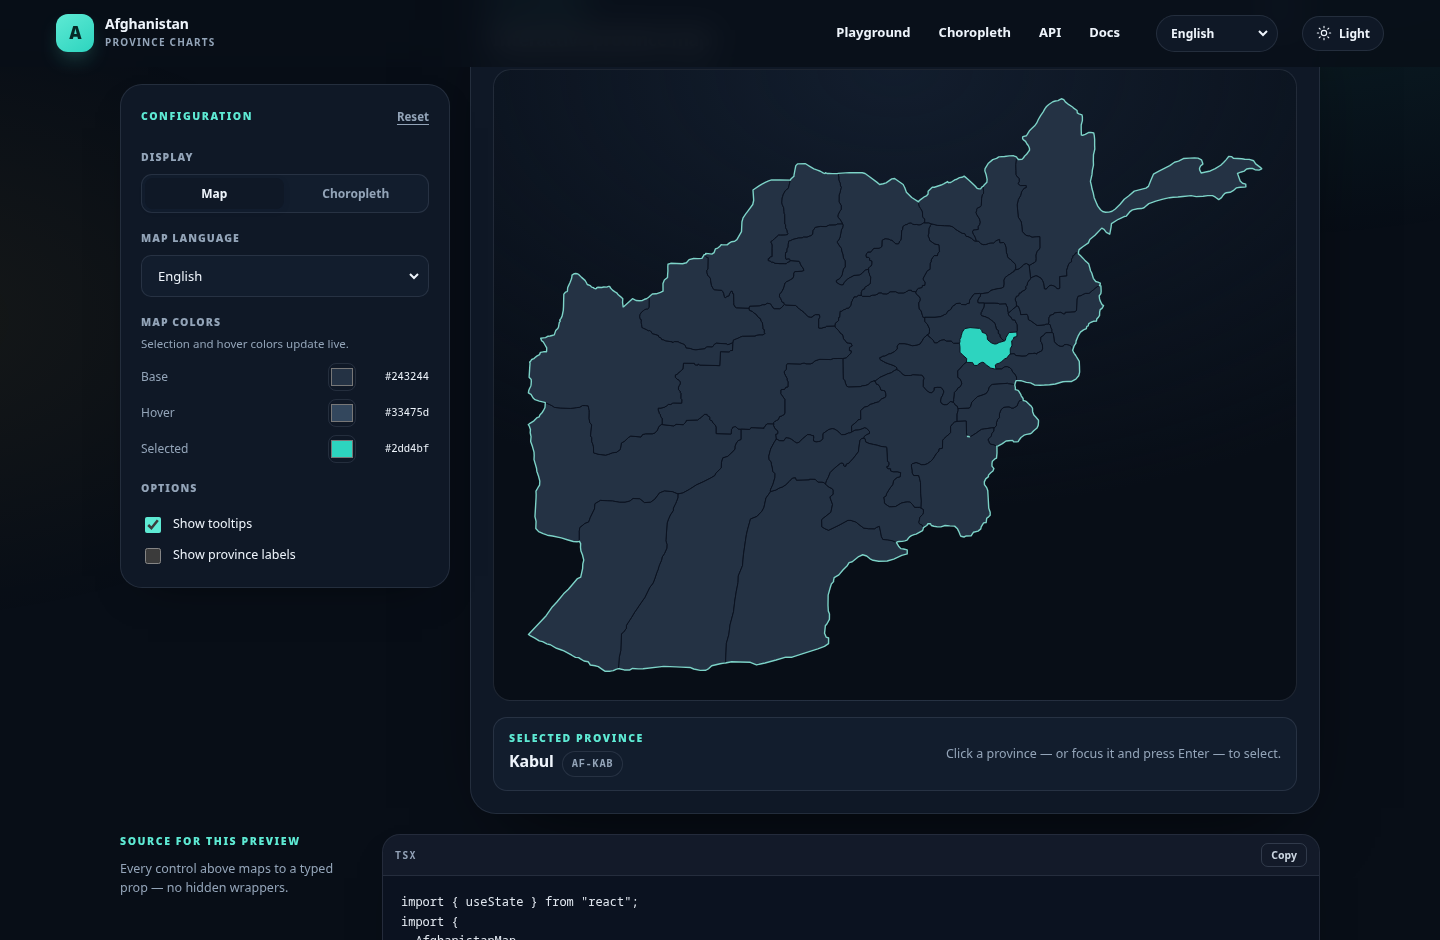 A
Afghanistan
PROVINCE CHARTS
Playground
Choropleth
API
Docs
English
Light
CONFIGURATION
Reset
DISPLAY
Map
Choropleth
MAP LANGUAGE
English
MAP COLORS
Selection and hover colors update live.
Base
#243244
Hover
#33475d
Selected
#2dd4bf
OPTIONS
Show tooltips
Show province labels
SELECTED PROVINCE
Kabul
AF-KAB
Click a province — or focus it and press Enter — to select.
SOURCE FOR THIS PREVIEW
Every control above maps to a typed
prop — no hidden wrappers.
TSX
Copy
import { useState } from "react";
import {
AfghanistanMap